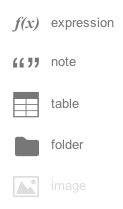 f(x) expression
note
table
folder
image